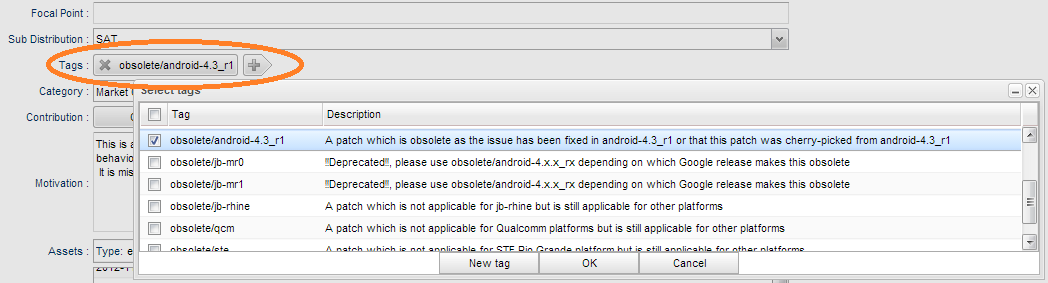 Focal Point :
Sub Distribution : SAT
Tags : obsolete/android-4.3_r1
Select tags
Category : Market
Tag Description
Contribution :
obsolete/android-4.3_r1 A patch which is obsolete as the issue has been fixed in android-4.3_r1 or that this patch was cherry-picked from android-4.3_r1
This is a
behavio
It is mis
obsolete/jb-mr0 !!Deprecated!!, please use obsolete/android-4.x.x_rx depending on which Google release makes this obsolete
Motivation :
obsolete/jb-mr1 !!Deprecated!!, please use obsolete/android-4.x.x_rx depending on which Google release makes this obsolete
obsolete/jb-rhine A patch which is not applicable for jb-rhine but is still applicable for other platforms
obsolete/qcm A patch which is not applicable for Qualcomm platforms but is still applicable for other platforms
Assets : Type: e
obsolete/ste A patch which is not applicable for STE Rio Grande platform but is still applicable for other platforms
New tag OK Cancel